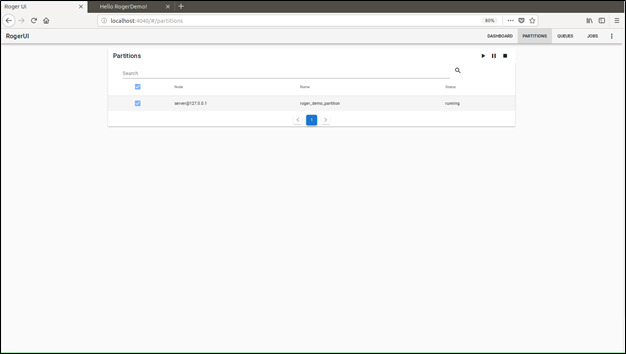 Roger UI
Hello RogerDemo!
localhost:4040/#/partitions
80%
RogerUI
DASHBOARD PARTITIONS QUEUES JOBS
Partitions
Search
Node Name Status
server@127.0.0.1 roger_demo_partition running
1